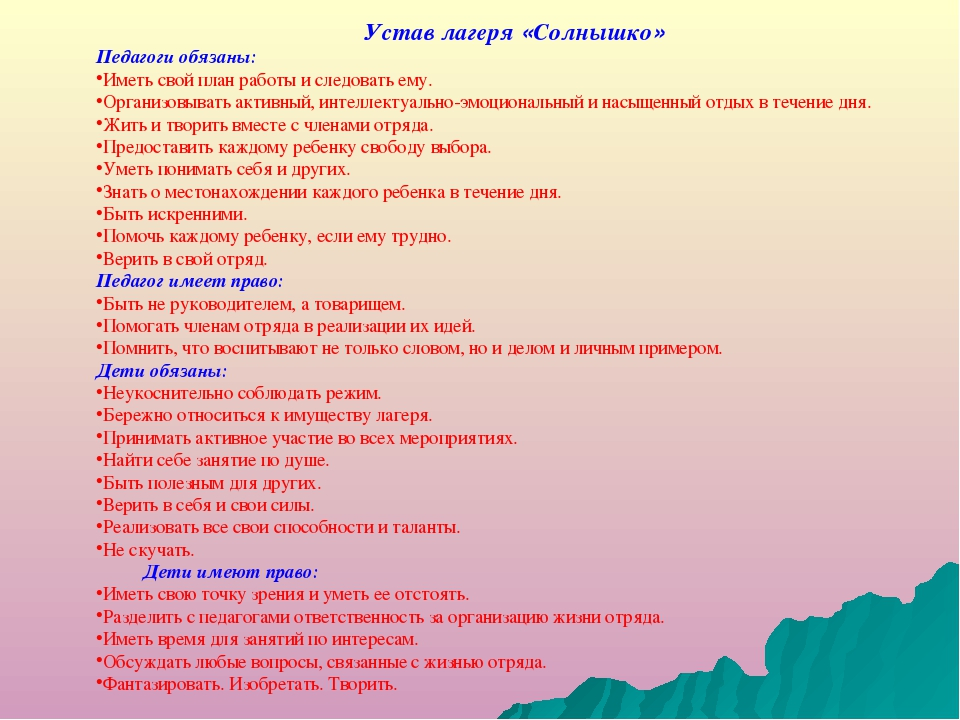 Устав лагеря «Солнышко»
Педагоги обязаны:
•Иметь свой план работы и следовать ему.
•Организовывать активный, интеллектуально-эмоциональный и насыщенный отдых в течение дня.
•Жить и творить вместе с членами отряда.
•Предоставить каждому ребенку свободу выбора.
•Уметь понимать себя и других.
•Знать о местонахождении каждого ребенка в течение дня.
•Быть искренними.
•Помочь каждому ребенку, если ему трудно.
•Верить в свой отряд.
Педагог имеет право:
•Быть не руководителем, а товарищем.
•Помогать членам отряда в реализации их идей.
•Помнить, что воспитывают не только словом, но и делом и личным примером.
Дети обязаны:
•Неукоснительно соблюдать режим.
•Бережно относиться к имуществу лагеря.
•Принимать активное участие во всех мероприятиях.
•Найти себе занятие по душе.
•Быть полезным для других.
•Верить в себя и свои силы.
•Реализовать все свои способности и таланты.
•Не скучать.
Дети имеют право:
•Иметь свою точку зрения и уметь ее отстоять.
•Разделить с педагогами ответственность за организацию жизни отряда.
•Иметь время для занятий по интересам.
•Обсуждать любые вопросы, связанные с жизнью отряда.
•Фантазировать. Изобретать. Творить.